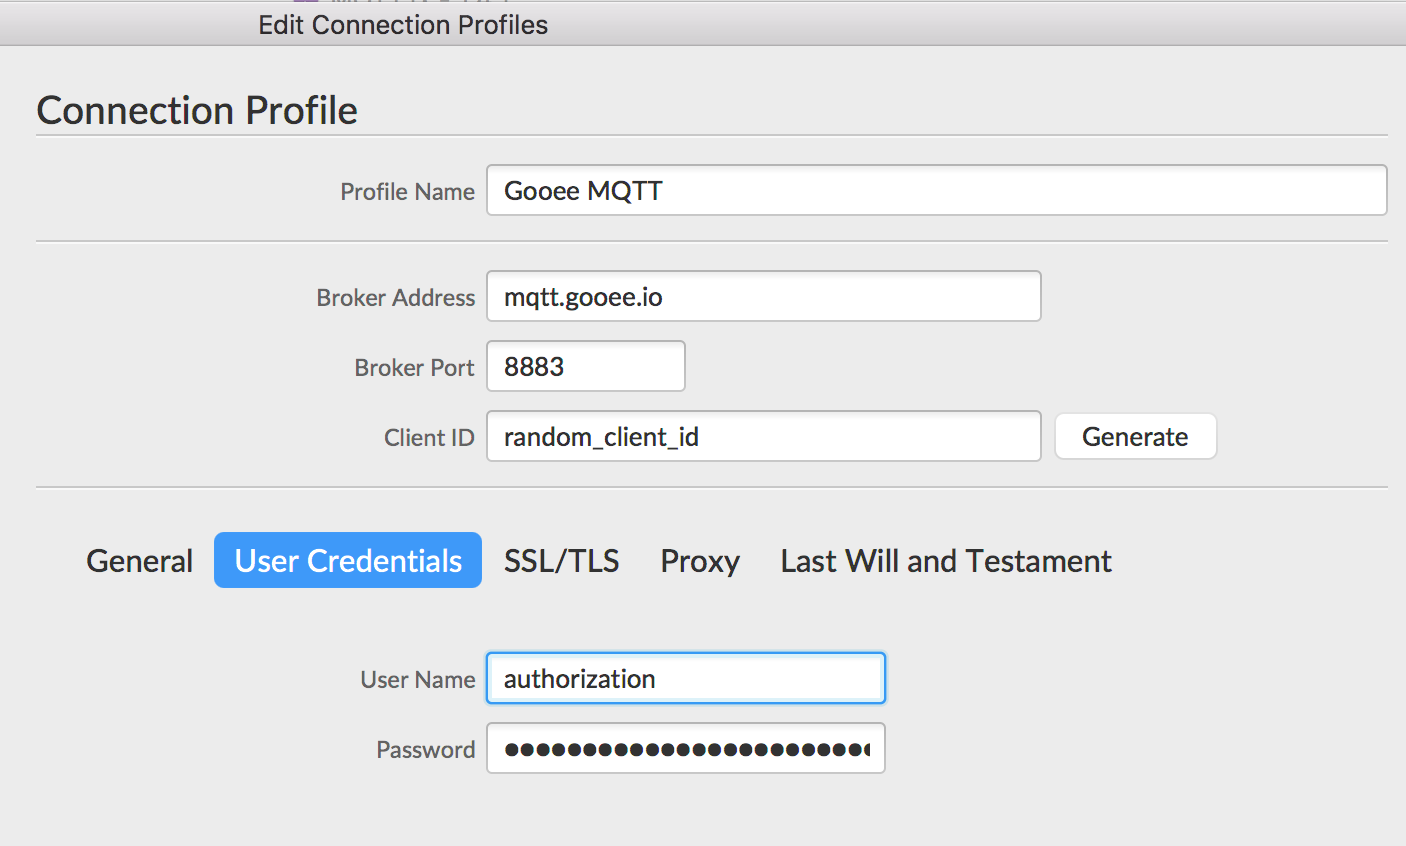 Edit Connection Profiles
Connection Profile
Profile Name Gooee MQTT
Broker Address mqtt.gooee.io
Broker Port 8883
Client ID random_client_id Generate
General User Credentials SSL/TLS Proxy Last Will and Testament
User Name authorization
Password ●●●●●●●●●●●●●●●●●●●●●●●●